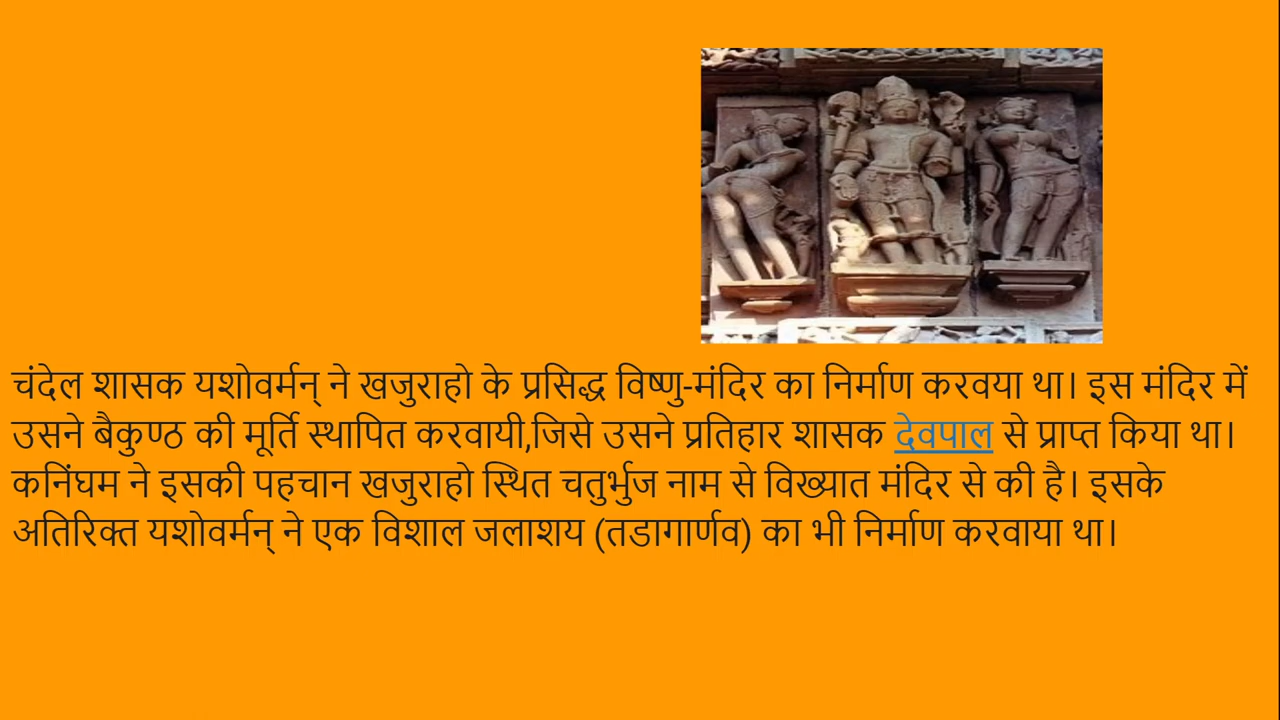 चंदेल शासक यशोवर्मन् ने खजुराहो के प्रसिद्ध विष्णु-मंदिर का निर्माण करवया था। इस मंदिर में
उसने बैकुण्ठ की मूर्ति स्थापित करवायी,जिसे उसने प्रतिहार शासक देवपाल से प्राप्त किया था।
कनिंघम ने इसकी पहचान खजुराहो स्थित चतुर्भुज नाम से विख्यात मंदिर से की है। इसके
अतिरिक्त यशोवर्मन् ने एक विशाल जलाशय (तडागार्णव) का भी निर्माण करवाया था।